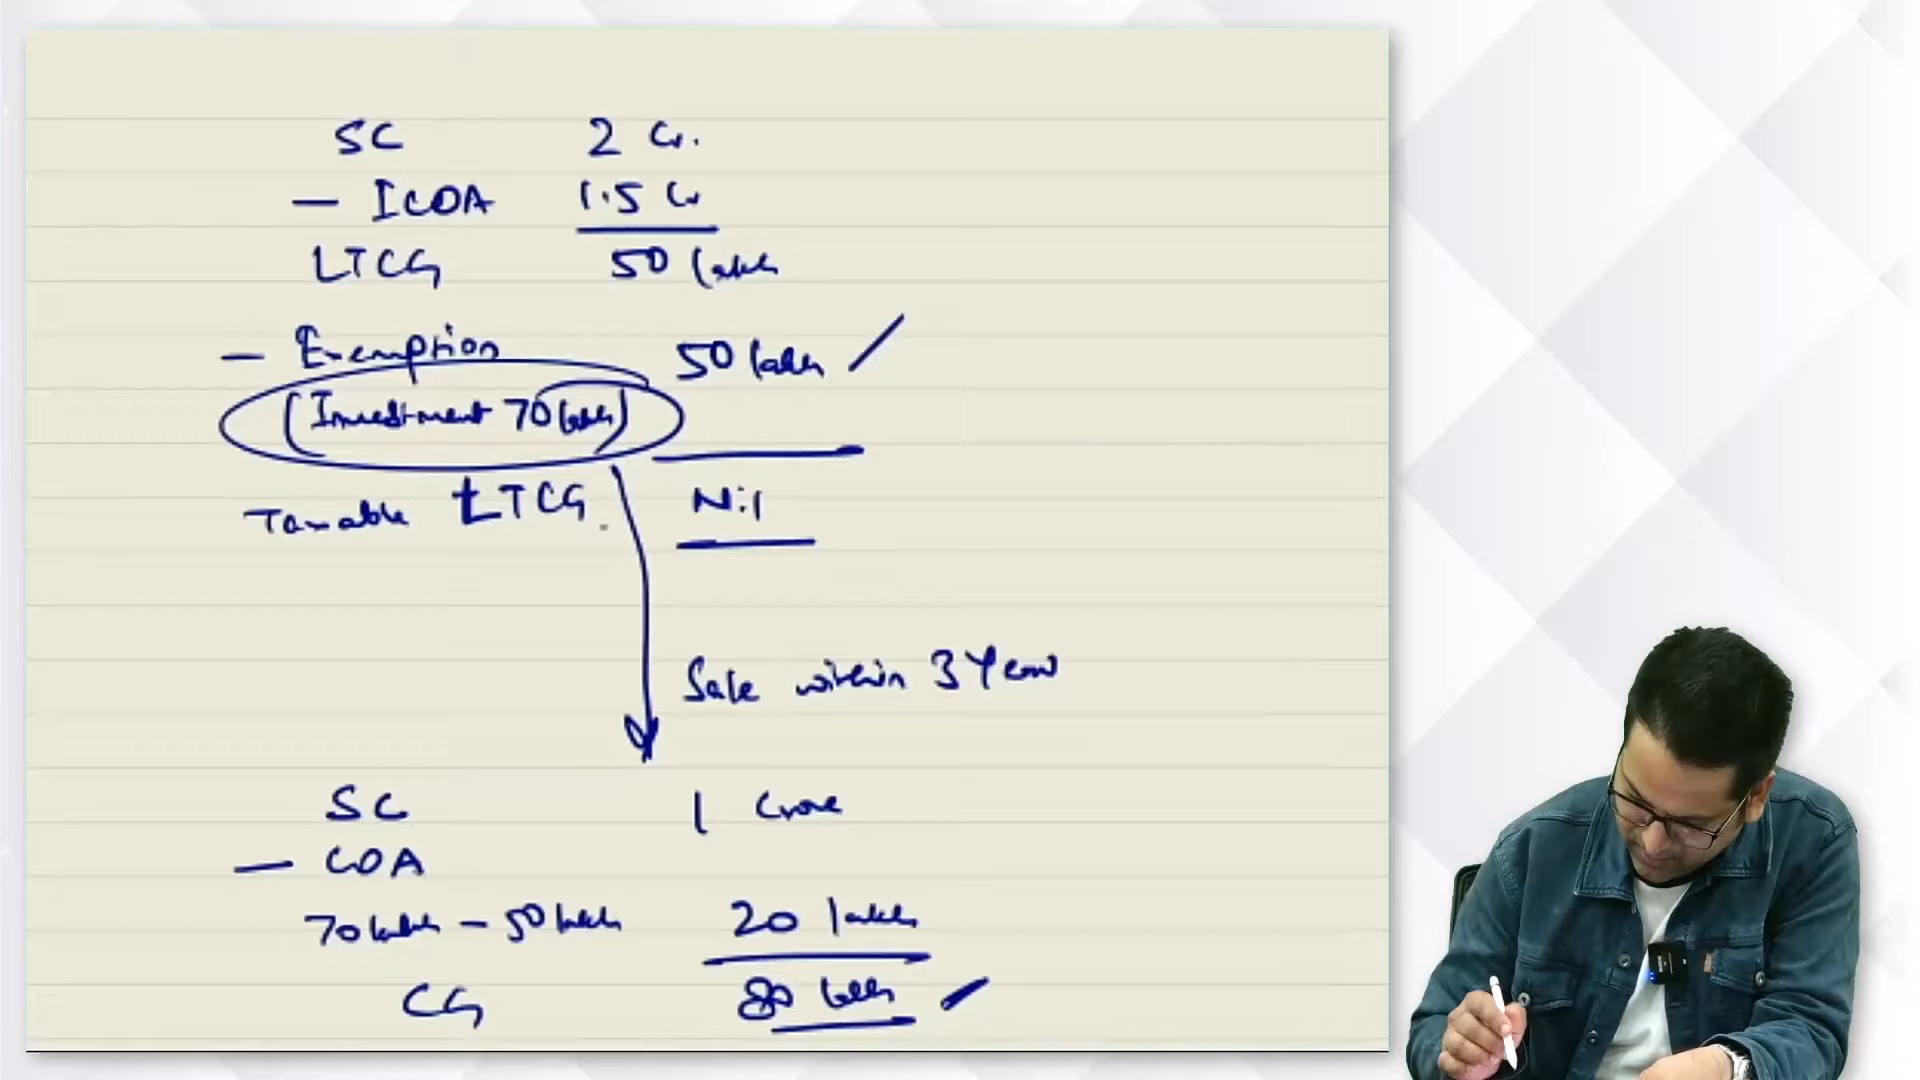 SC 2 Cr.
— ICOA 1.5 Cr
LTCG 50 lakh
— Exemption 50 lakh /
(Investment 70 lakh)
Taxable LTCG Nil
Sale within 3 Year
SC 1 Crore
— COA
70 lakh — 50 lakh 20 lakh
CG 80 lakh